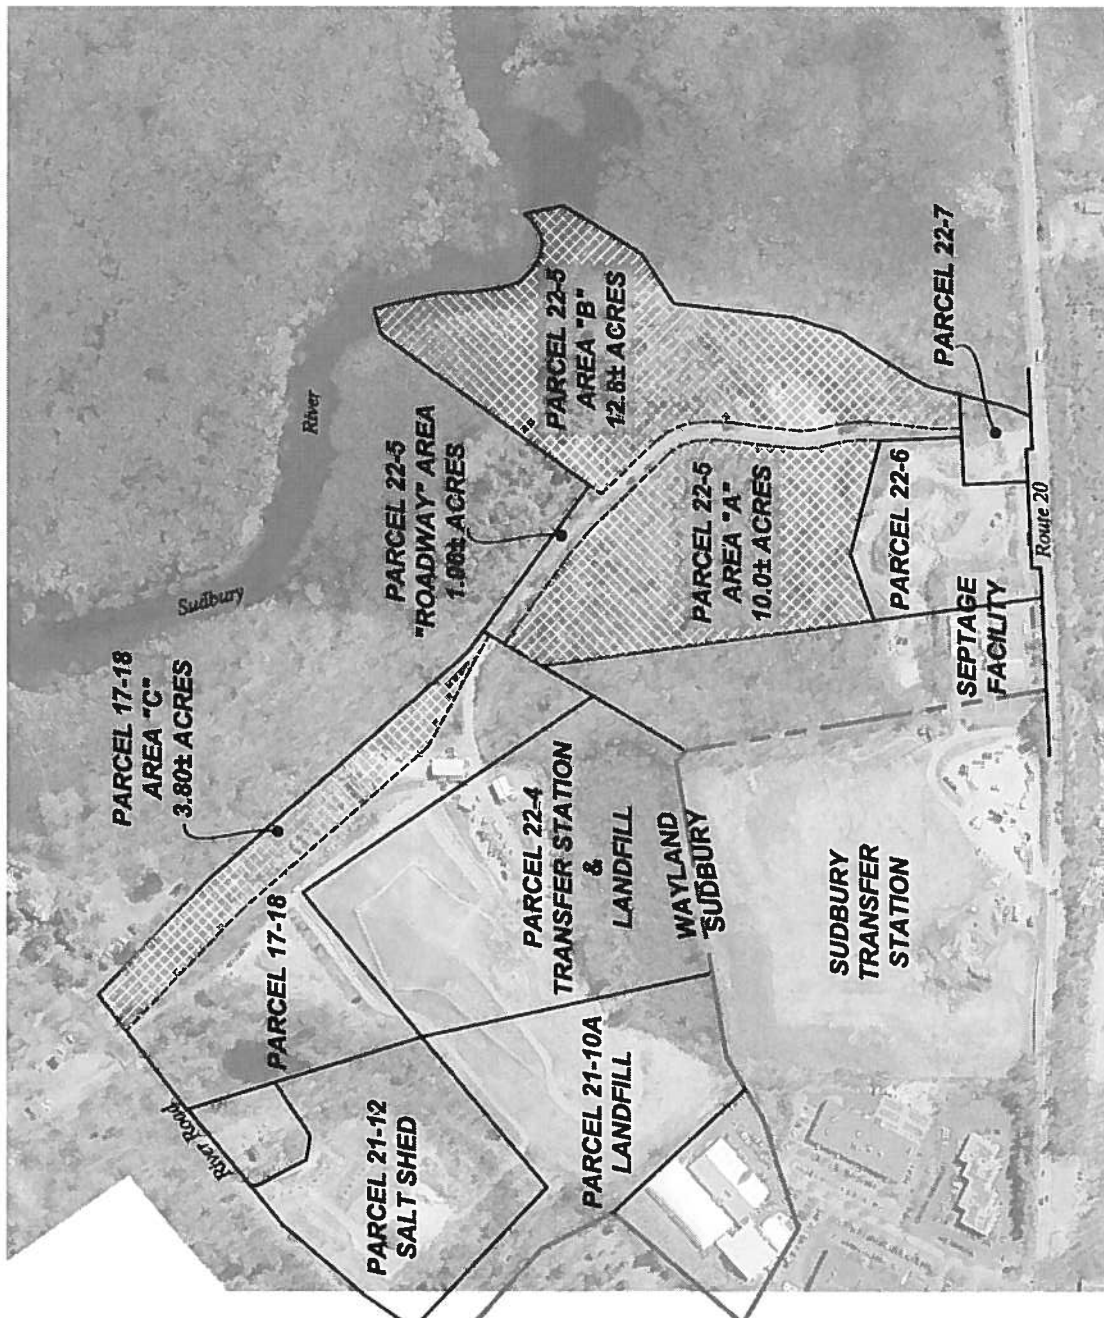 PARCEL 17-18
AREA "C"
3.80± ACRES
Sudbury
River
PARCEL 22-5
"ROADWAY" AREA
1.08± ACRES
PARCEL 22-5
AREA "B"
12.8± ACRES
PARCEL 22-7
PARCEL 22-5
AREA "A"
10.0± ACRES
PARCEL 22-6
SEPTAGE
FACILITY
Route 20
PARCEL 17-18
PARCEL 22-4
TRANSFER STATION
&
LANDFILL
WAYLAND
SUDBURY
SUDBURY
TRANSFER
STATION
River Road
PARCEL 21-12
SALT SHED
PARCEL 21-10A
LANDFILL